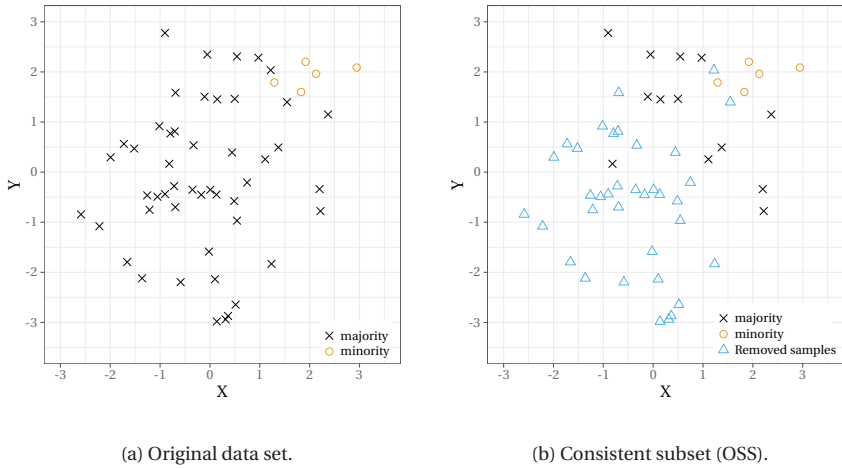 3
2
1
0
-1
-2
-3
Y
-3 -2 -1 0 1 2 3
X
majority
minority
(a) Original data set.
3
2
1
0
-1
-2
-3
Y
-3 -2 -1 0 1 2 3
X
majority
minority
Removed samples
(b) Consistent subset (OSS).